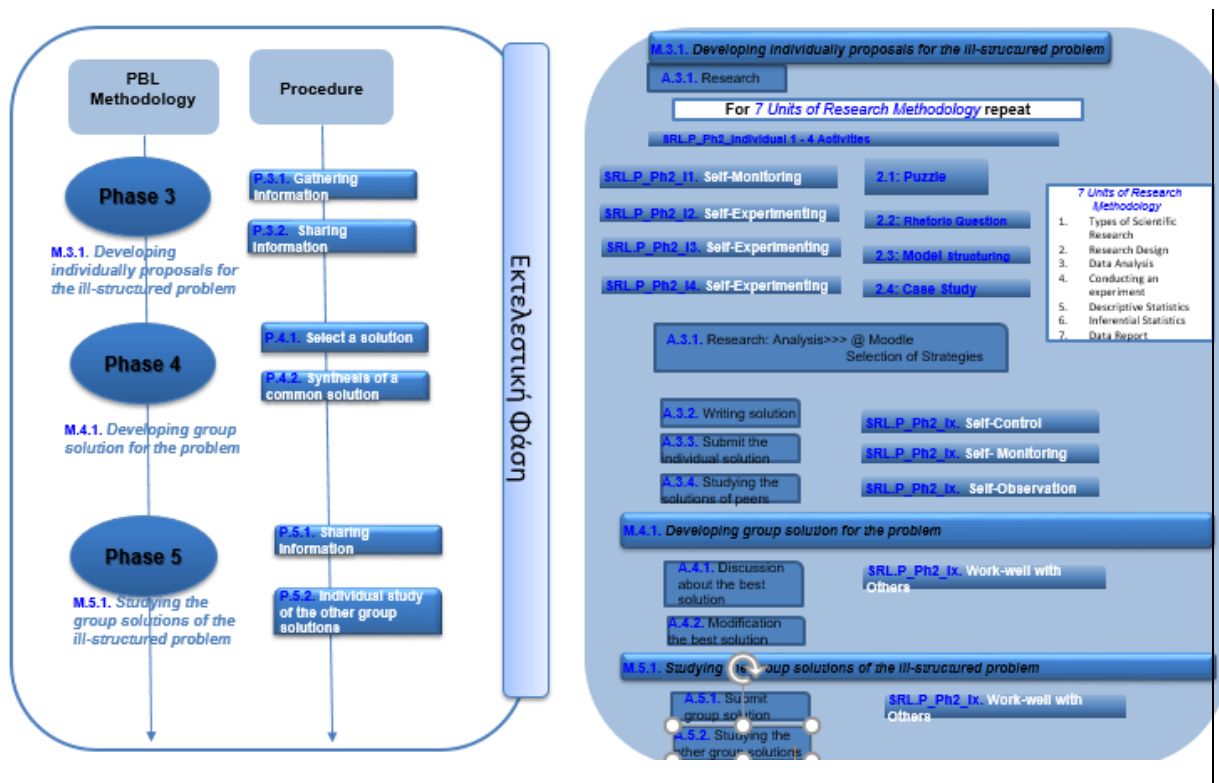 PBL
Methodology
Procedure
Phase 3
P.3.1. Gathering
Information
P.3.2. Sharing
Information
M.3.1. Developing
individually proposals for
the ill-structured problem
Phase 4
P.4.1. Select a solution
P.4.2. Synthesis of a
common solution
M.4.1. Developing group
solution for the problem
Phase 5
P.5.1. Sharing
Information
P.5.2. Individual study
of the other group
solutions
M.5.1. Studying the
group solutions of the
ill-structured problem
Εκτελεστική Φάση
M.3.1. Developing individually proposals for the ill-structured problem
A.3.1. Research
For 7 Units of Research Methodology repeat
SRL.P_Ph2_Individual 1 - 4 Activities
SRL.P_Ph2_I1. Self-Monitoring
2.1: Puzzle
SRL.P_Ph2_I2. Self-Experimenting
2.2: Rhetoric Question
SRL.P_Ph2_I3. Self-Experimenting
2.3: Model Structuring
SRL.P_Ph2_I4. Self-Experimenting
2.4: Case Study
7 Units of Research
Methodology
1. Types of Scientific
Research
2. Research Design
3. Data Analysis
4. Conducting an
experiment
5. Descriptive Statistics
6. Inferential Statistics
7. Data Report
A.3.1. Research: Analysis>>> @ Moodle
Selection of Strategies
A.3.2. Writing solution
SRL.P_Ph2_Ix. Self-Control
A.3.3. Submit the
individual solution
SRL.P_Ph2_Ix. Self- Monitoring
A.3.4. Studying the
solutions of peers
SRL.P_Ph2_Ix. Self-Observation
M.4.1. Developing group solution for the problem
A.4.1. Discussion
about the best
solution
SRL.P_Ph2_Ix. Work-well with
Others
A.4.2. Modification
the best solution
M.5.1. Studying the group solutions of the ill-structured problem
A.5.1. Submit
group solution
SRL.P_Ph2_Ix. Work-well with
Others
A.5.2. Studying the
other group solutions